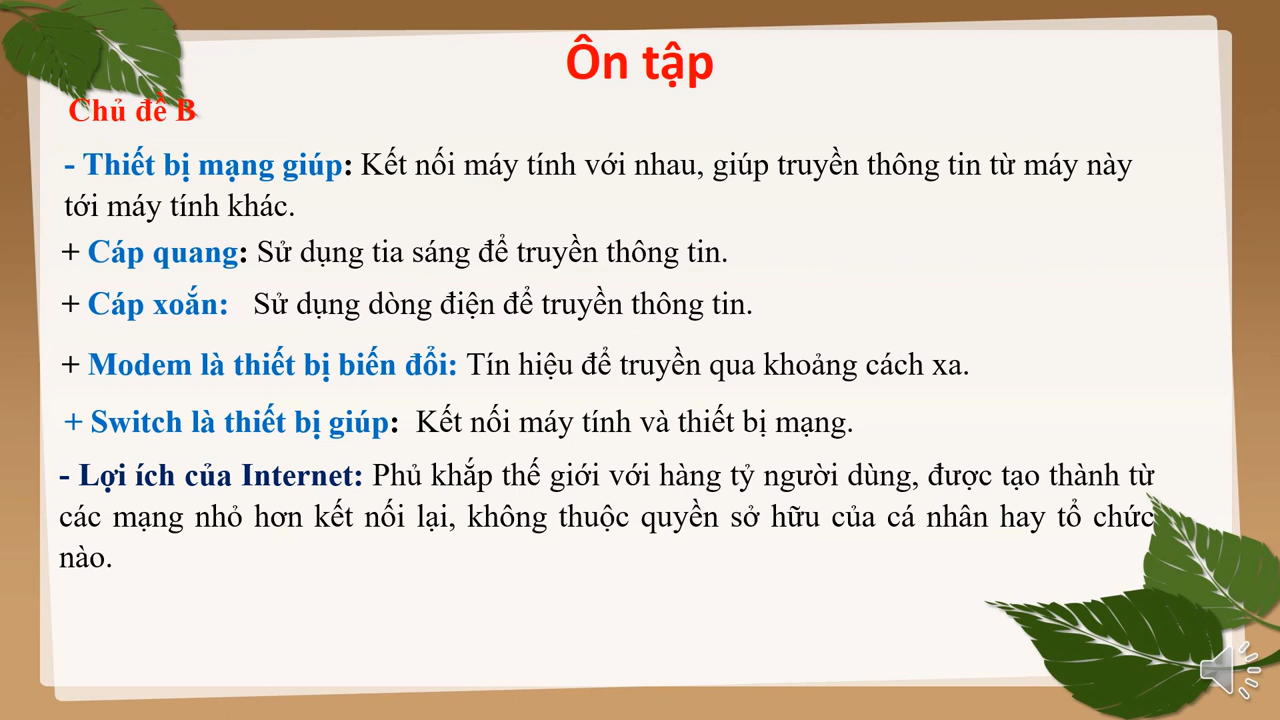 Ôn tập
Chủ đề B
- Thiết bị mạng giúp: Kết nối máy tính với nhau, giúp truyền thông tin từ máy này
tới máy tính khác.
+ Cáp quang: Sử dụng tia sáng để truyền thông tin.
+ Cáp xoắn: Sử dụng dòng điện để truyền thông tin.
+ Modem là thiết bị biến đổi: Tín hiệu để truyền qua khoảng cách xa.
+ Switch là thiết bị giúp: Kết nối máy tính và thiết bị mạng.
- Lợi ích của Internet: Phủ khắp thế giới với hàng tỷ người dùng, được tạo thành từ
các mạng nhỏ hơn kết nối lại, không thuộc quyền sở hữu của cá nhân hay tổ chức
nào.